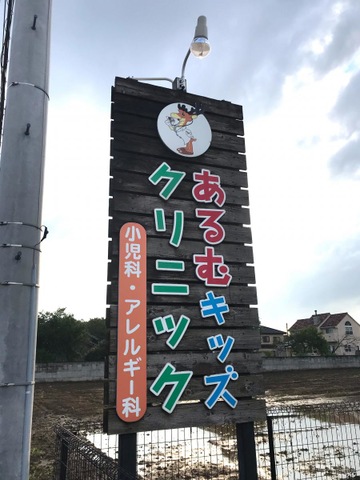 あるむキッズ
クリニック
小児科・アレルギー科